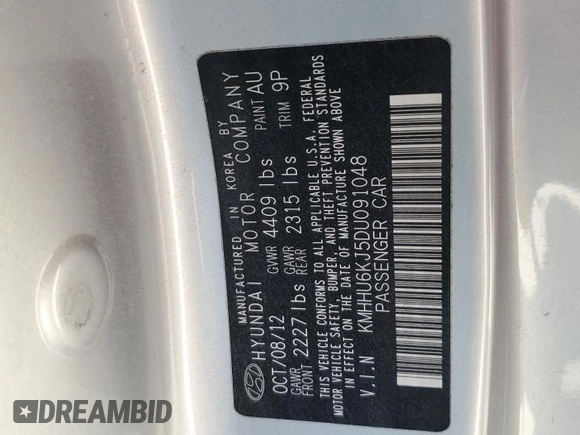 MANUFACTURED IN KOREA BY
HYUNDAI MOTOR COMPANY
OCT/08/12 GVWR 4409 lbs PAINT AU
GAWR FRONT 2227 lbs GAWR REAR 2315 lbs TRIM 9P
THIS VEHICLE CONFORMS TO ALL APPLICABLE U.S.A. FEDERAL
MOTOR VEHICLE SAFETY, BUMPER, AND THEFT PREVENTION STANDARDS
IN EFFECT ON THE DATE OF MANUFACTURE SHOWN ABOVE
V.I.N KMHHU6KJ5DU091048
PASSENGER CAR
DREAMBID